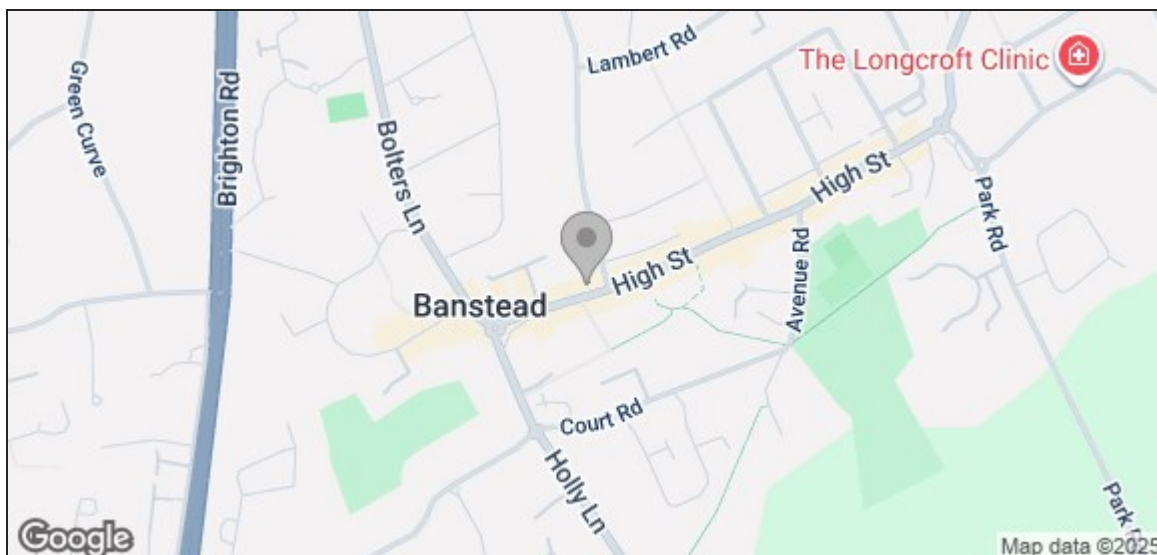 Green Curve
Brighton Rd
Bolters Ln
Lambert Rd
The Longcroft Clinic
High St
Park Rd
High St
Avenue Rd
Banstead
Court Rd
Holly Ln
Park
Google
Map data ©2025